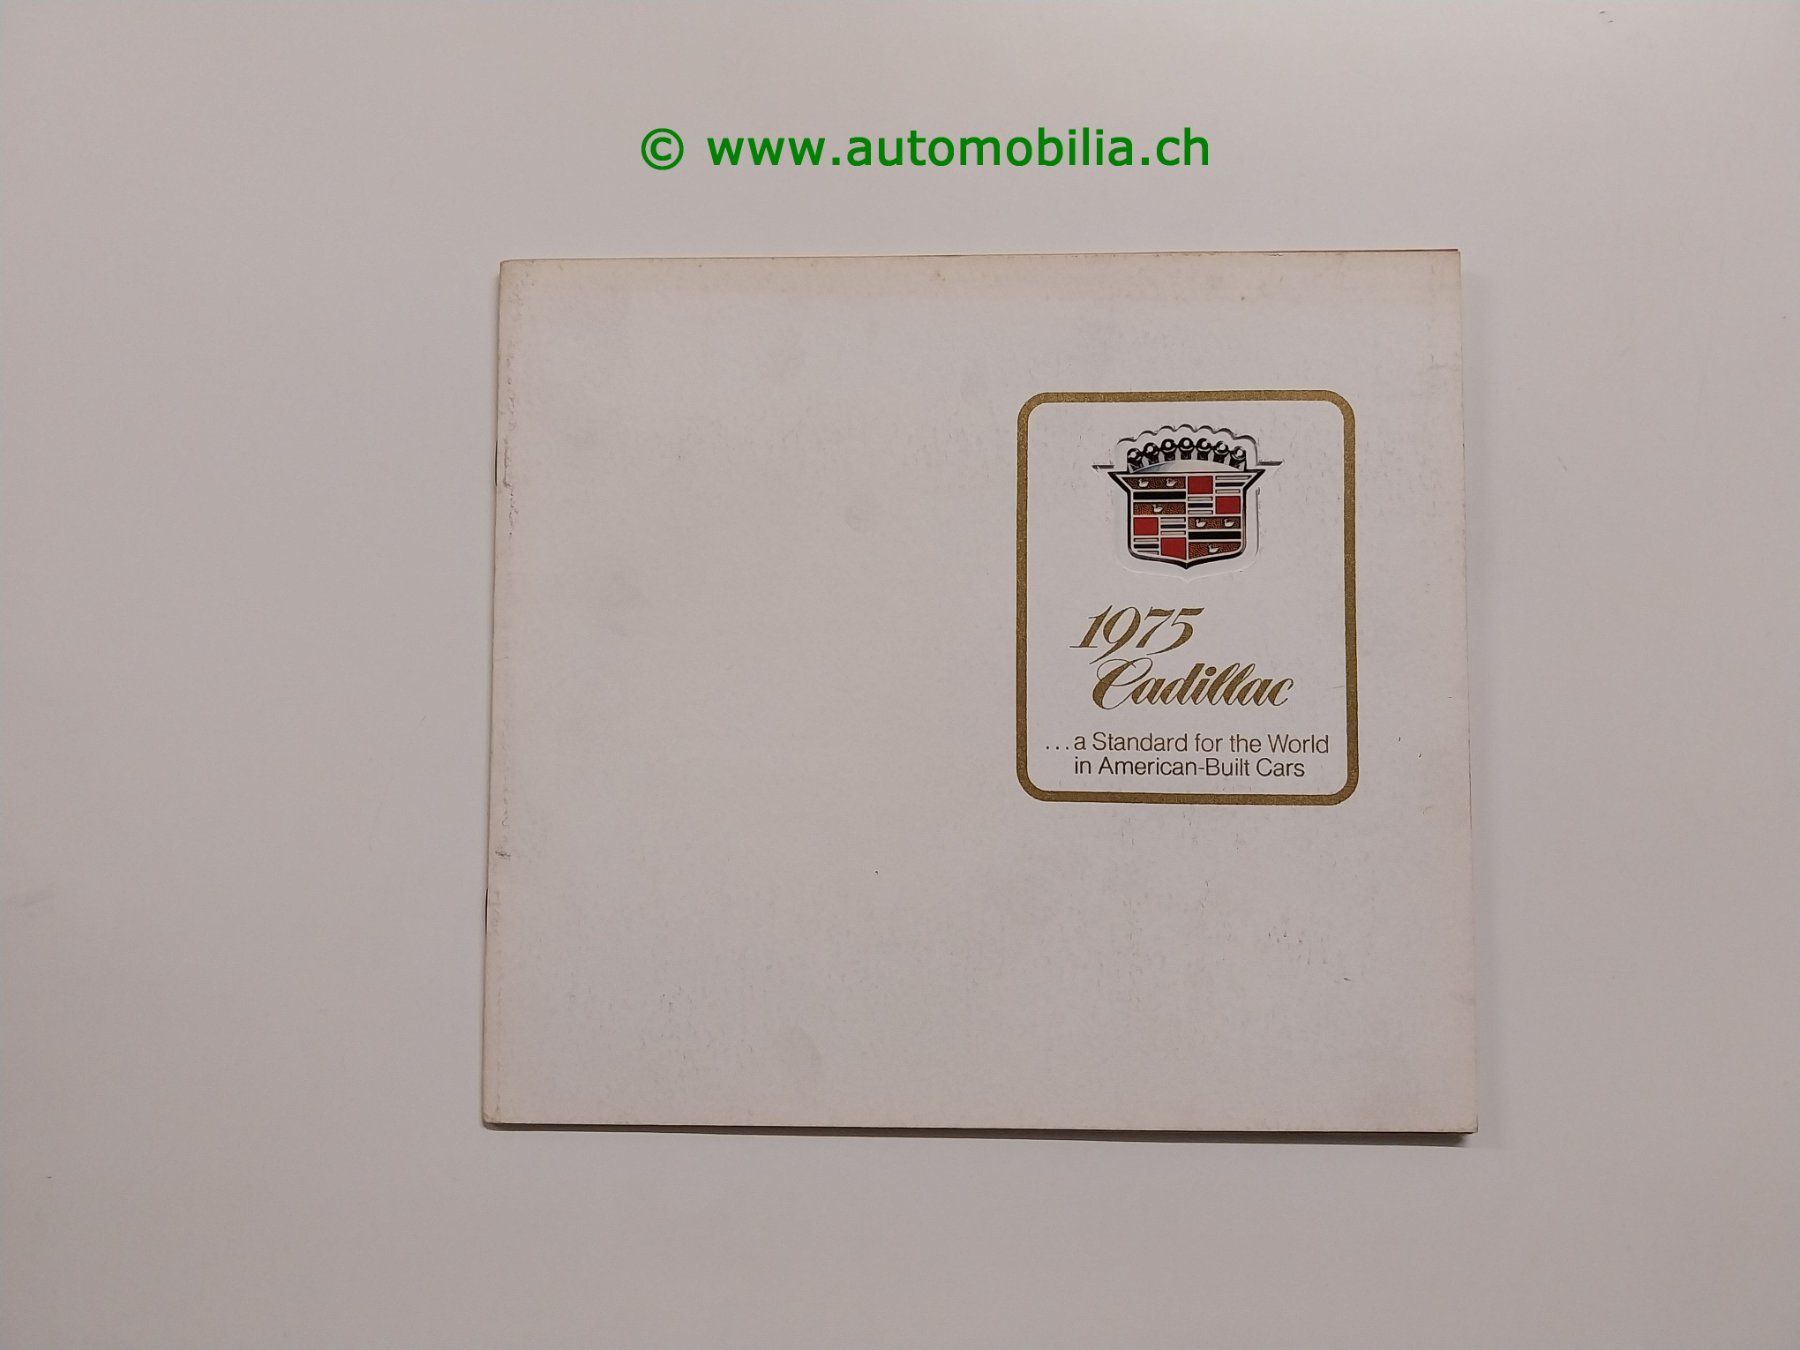 © www.automobilia.ch
1975
Cadillac
...a Standard for the World
in American-Built Cars